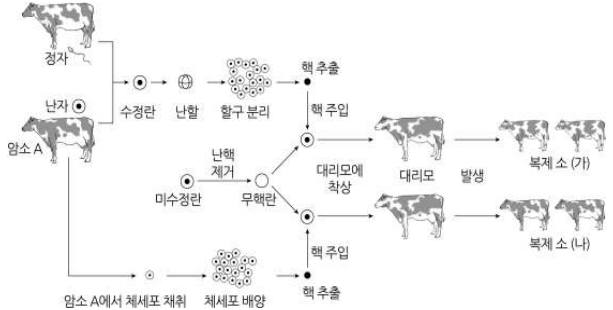 정자
난자
암소 A
수정란
난할
할구 분리
핵 추출
핵 주입
난핵
제거
미수정란
무핵란
대리모에
착상
대리모
발생
복제 소 (가)
복제 소 (나)
핵 주입
핵 추출
암소 A에서 체세포 채취
체세포 배양